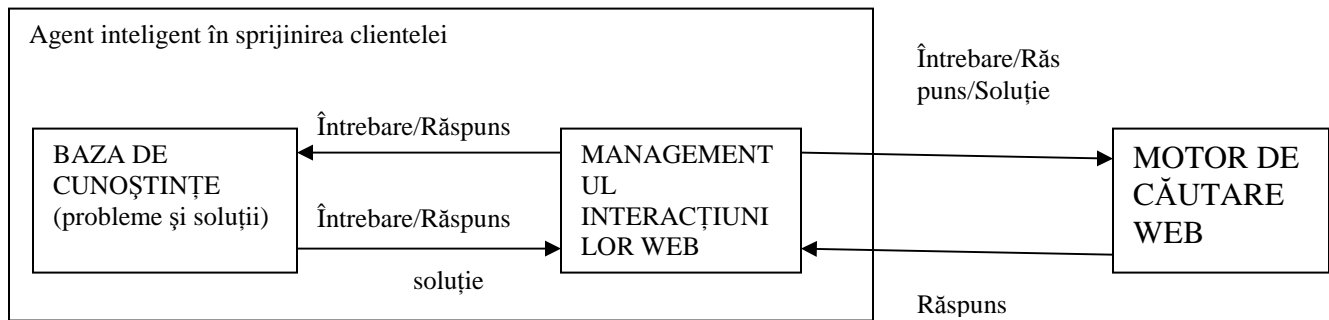 Agent inteligent în sprijinirea clientelei
Întrebare/Răs
puns/Soluție
Întrebare/Răspuns
BAZA DE
CUNOŞTINȚE
(probleme şi soluții)
Întrebare/Răspuns
soluție
MANAGEMENT
UL
INTERACȚIUNI
LOR WEB
MOTOR DE
CĂUTARE
WEB
Răspuns